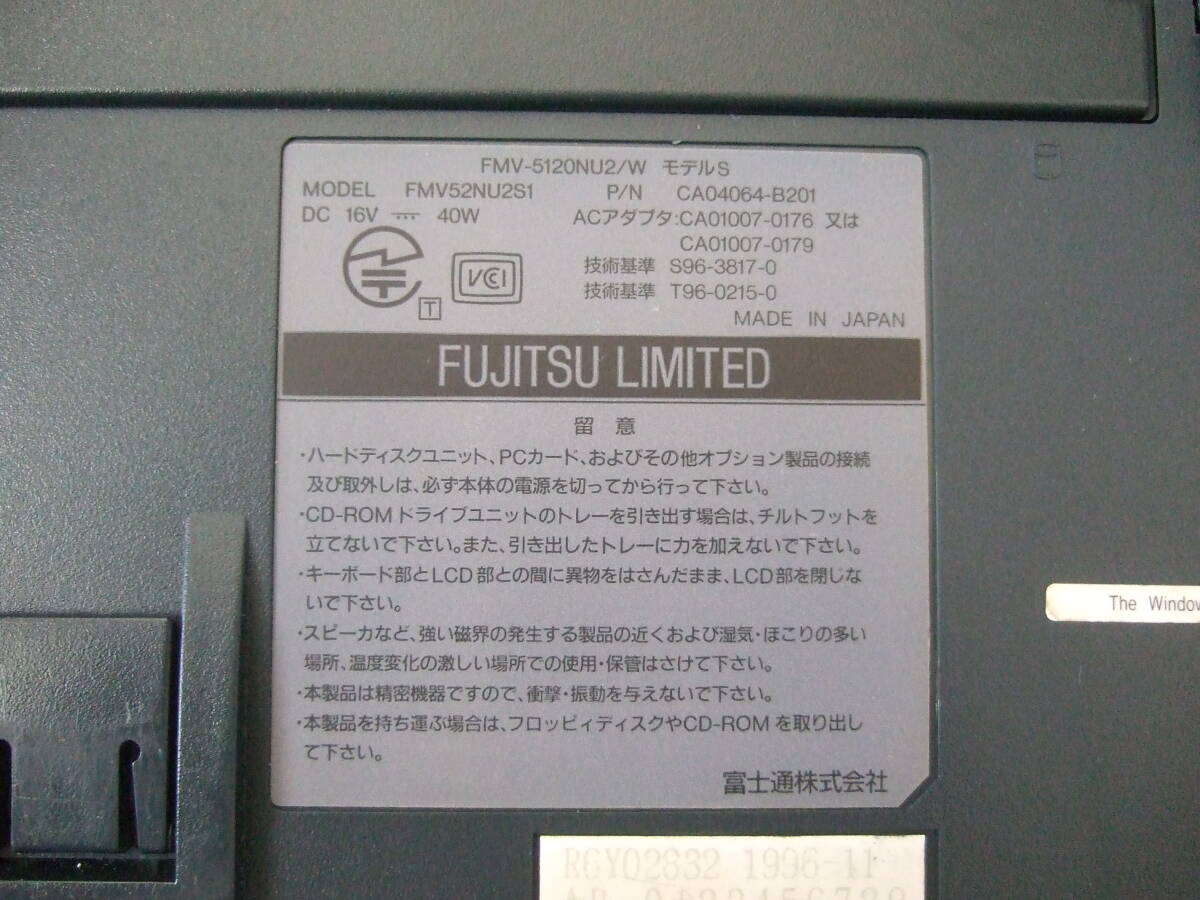 FMV-5120NU2/W モデルS
MODEL FMV52NU2S1 P/N CA04064-B201
DC 16V ⎓ 40W ACアダプタ:CA01007-0176 又は
CA01007-0179
技術基準 S96-3817-0
VCCI
技術基準 T96-0215-0
T
MADE IN JAPAN
FUJITSU LIMITED
留意
・ハードディスクユニット、PCカード、およびその他オプション製品の接続
及び取外しは、必ず本体の電源を切ってから行って下さい。
・CD-ROMドライブユニットのトレーを引き出す場合は、チルトフットを
立てないで下さい。また、引き出したトレーに力を加えないで下さい。
・キーボード部とLCD部との間に異物をはさんだまま、LCD部を閉じな
いで下さい。
・スピーカなど、強い磁界の発生する製品の近くおよび湿気・ほこりの多い
場所、温度変化の激しい場所での使用・保管はさけて下さい。
・本製品は精密機器ですので、衝撃・振動を与えないで下さい。
・本製品を持ち運ぶ場合は、フロッピィディスクやCD-ROMを取り出し
て下さい。
富士通株式会社
The Window
RGY02832 1996-11